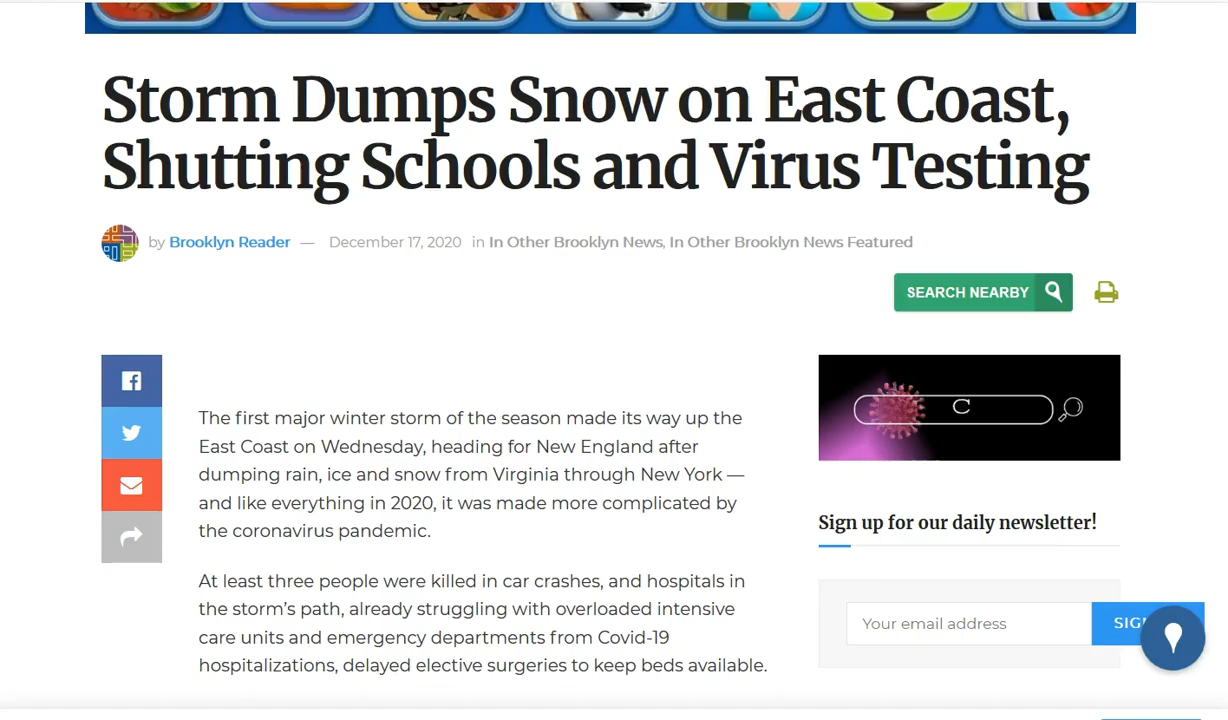 Storm Dumps Snow on East Coast,
Shutting Schools and Virus Testing
by Brooklyn Reader — December 17, 2020 in In Other Brooklyn News, In Other Brooklyn News Featured
SEARCH NEARBY
C
The first major winter storm of the season made its way up the
East Coast on Wednesday, heading for New England after
dumping rain, ice and snow from Virginia through New York —
and like everything in 2020, it was made more complicated by
the coronavirus pandemic.
At least three people were killed in car crashes, and hospitals in
the storm’s path, already struggling with overloaded intensive
care units and emergency departments from Covid-19
hospitalizations, delayed elective surgeries to keep beds available.
Sign up for our daily newsletter!
Your email address